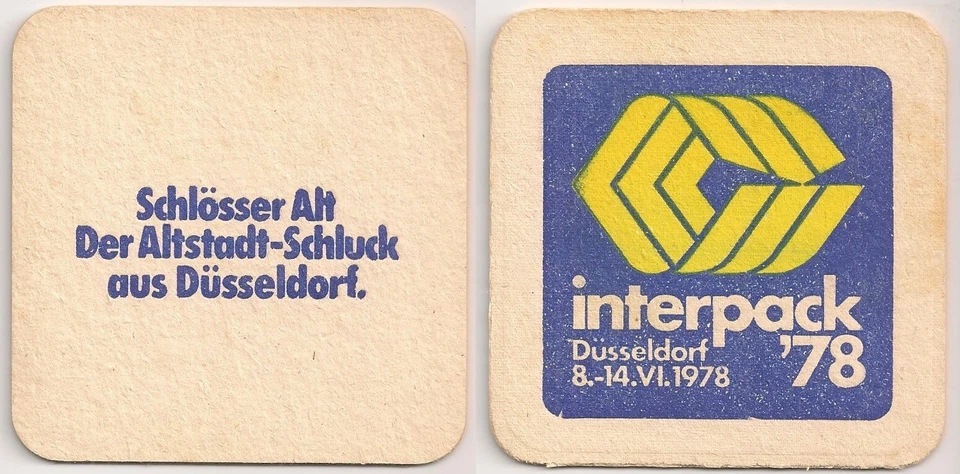 Schlösser Alt
Der Altstadt-Schluck
aus Düsseldorf.
interpack
Düsseldorf '78
8.-14.VI.1978